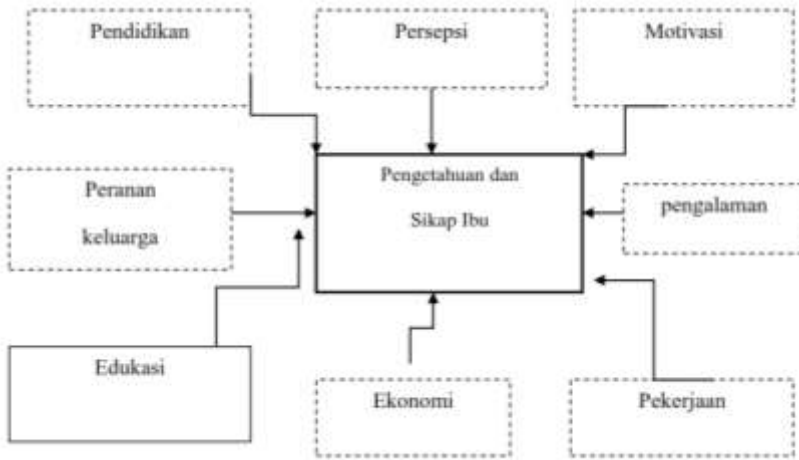 Pendidikan
Persepsi
Motivasi
Pengetahuan dan
Sikap Ibu
Peranan
keluarga
pengalaman
Edukasi
Ekonomi
Pekerjaan